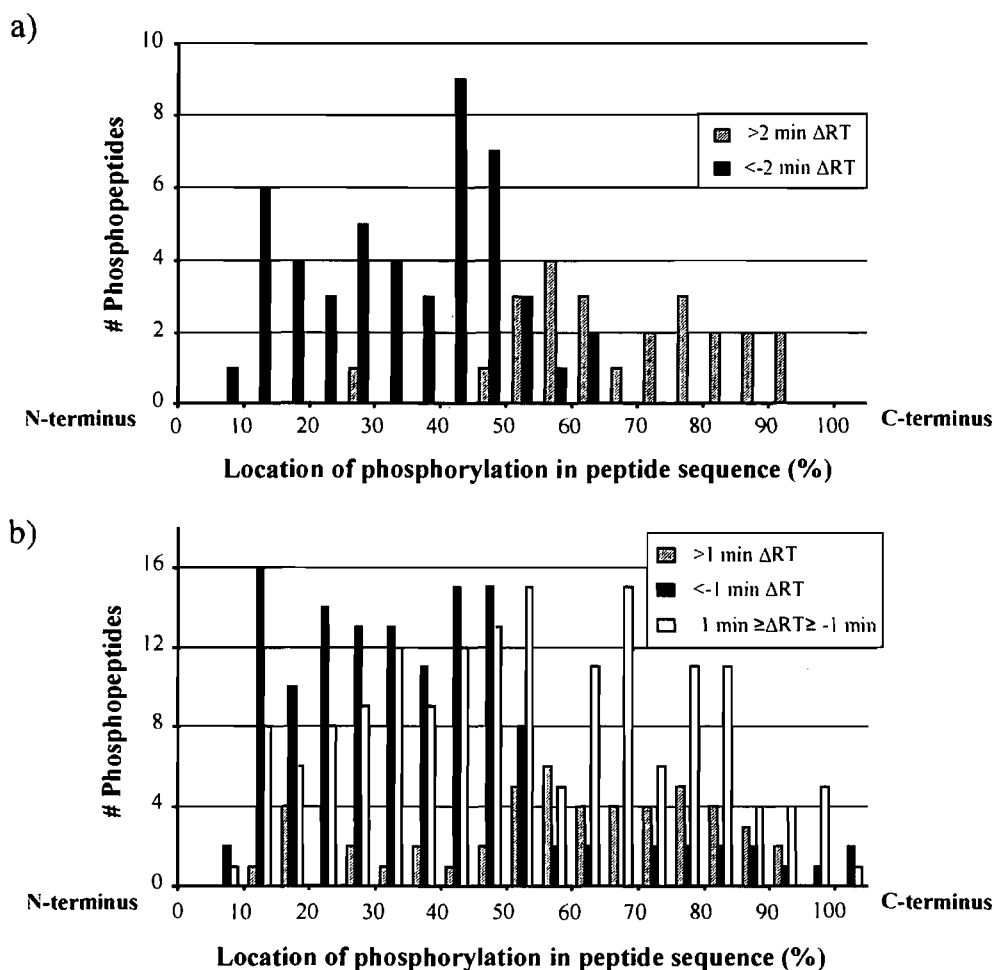 a)
10
8
6
4
2
0
# Phosphopeptides
>2 min ΔRT
<-2 min ΔRT
N-terminus
0 10 20 30 40 50 60 70 80 90 100
C-terminus
Location of phosphorylation in peptide sequence (%)
b)
16
12
8
4
0
# Phosphopeptides
>1 min ΔRT
<-1 min ΔRT
1 min ≥ΔRT≥ -1 min
N-terminus
0 10 20 30 40 50 60 70 80 90 100
C-terminus
Location of phosphorylation in peptide sequence (%)